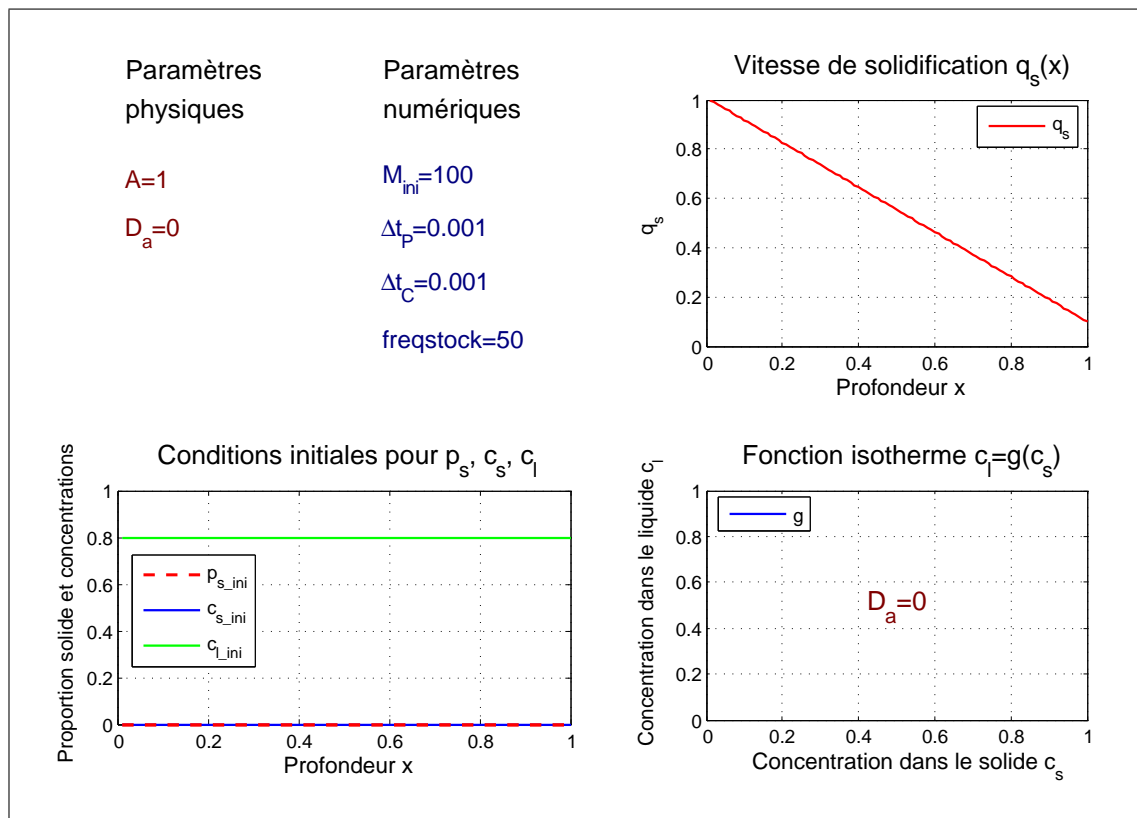 Paramètres
physiques
A=1
D_a=0
Paramètres
numériques
M_ini=100
Δt_P=0.001
Δt_C=0.001
freqstock=50
Vitesse de solidification q_s(x)
q_s
1
0.8
0.6
0.4
0.2
0
q_s
0 0.2 0.4 0.6 0.8 1
Profondeur x
Conditions initiales pour p_s, c_s, c_l
Proportion solide et concentrations
1
0.8
0.6
0.4
0.2
0
p_s_ini
c_s_ini
c_l_ini
0 0.2 0.4 0.6 0.8 1
Profondeur x
Fonction isotherme c_l=g(c_s)
Concentration dans le liquide c_l
1
0.8
0.6
0.4
0.2
0
g
D_a=0
0 0.2 0.4 0.6 0.8 1
Concentration dans le solide c_s